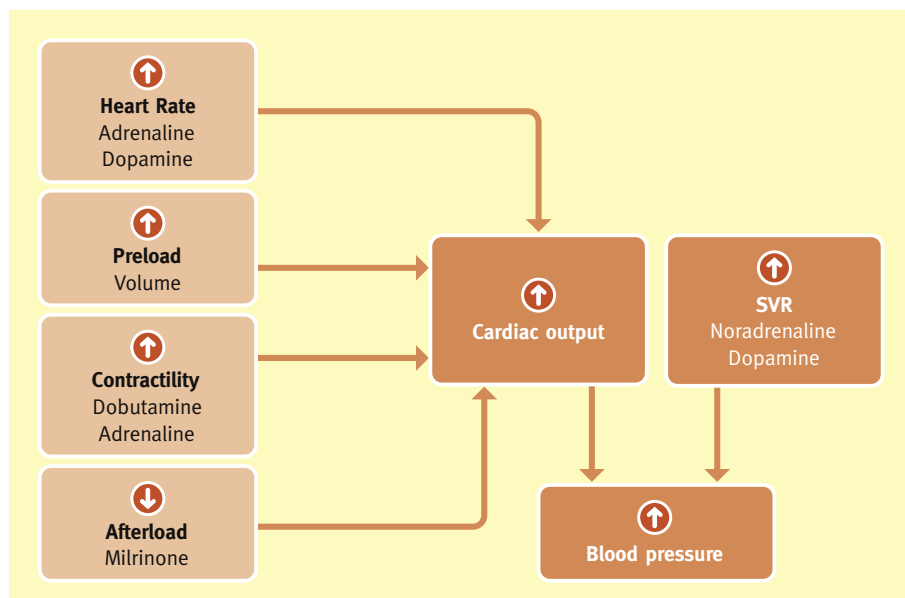 Heart Rate
Adrenaline
Dopamine
Preload
Volume
Contractility
Dobutamine
Adrenaline
Afterload
Milrinone
Cardiac output
SVR
Noradrenaline
Dopamine
Blood pressure